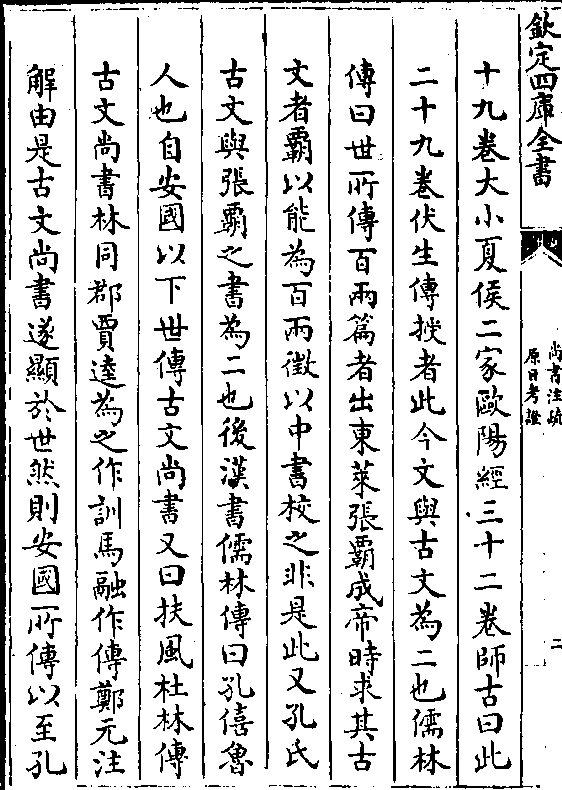 欽定四庫全書
尚書注疏
原目考證
二
十九卷大小夏侯二家歐陽經三十二卷師古曰此
二十九卷伏生傳授者此今文與古文為二也儒林
傳曰世所傳百兩篇者出東萊張霸成帝時求其古
文者霸以能為百兩徵以中書校之非是此又孔氏
古文與張霸之書為二也後漢書儒林傳曰孔僖魯
人也自安國以下世傳古文尚書又曰扶風杜林傳
古文尚書林同郡賈逵為之作訓馬融作傳鄭元注
解由是古文尚書遂顯於世然則安國所傳以至孔